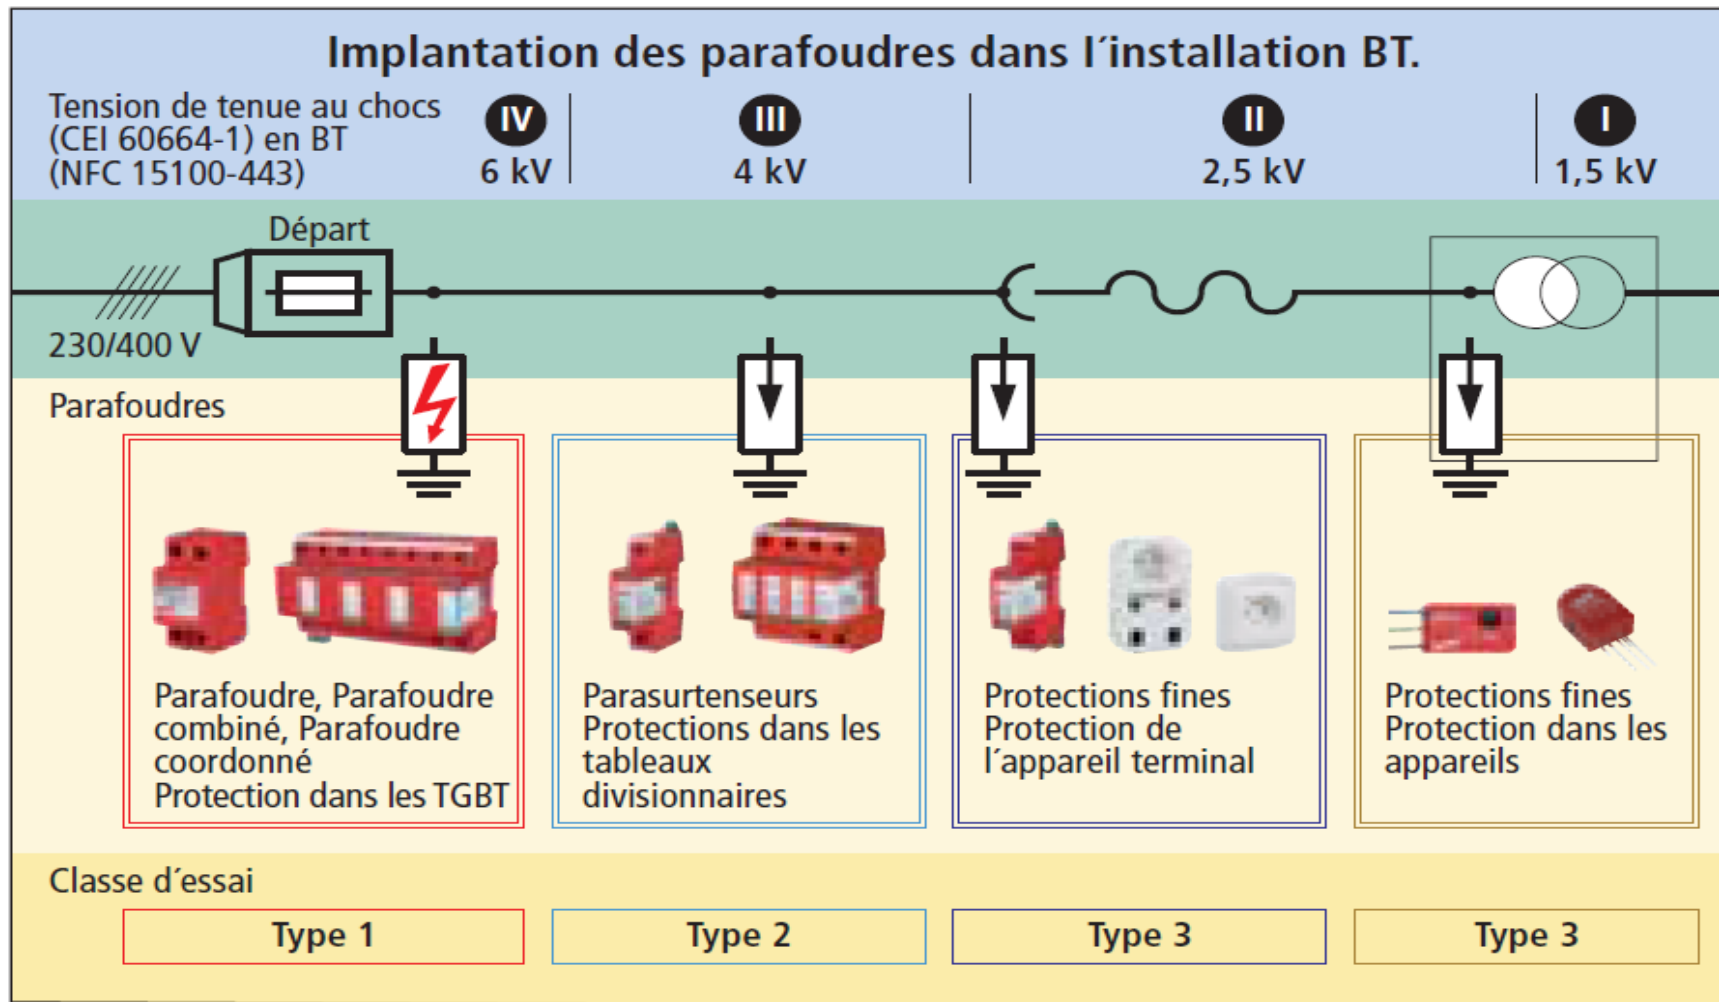 Implantation des parafoudres dans l´installation BT.
Tension de tenue au chocs
(CEI 60664-1) en BT
(NFC 15100-443)
IV
6 kV
III
4 kV
II
2,5 kV
I
1,5 kV
Départ
230/400 V
Parafoudres
Parafoudre, Parafoudre
combiné, Parafoudre
coordonné
Protection dans les TGBT
Parasurtenseurs
Protections dans les
tableaux
divisionnaires
Protections fines
Protection de
l´appareil terminal
Protections fines
Protection dans les
appareils
Classe d´essai
Type 1
Type 2
Type 3
Type 3